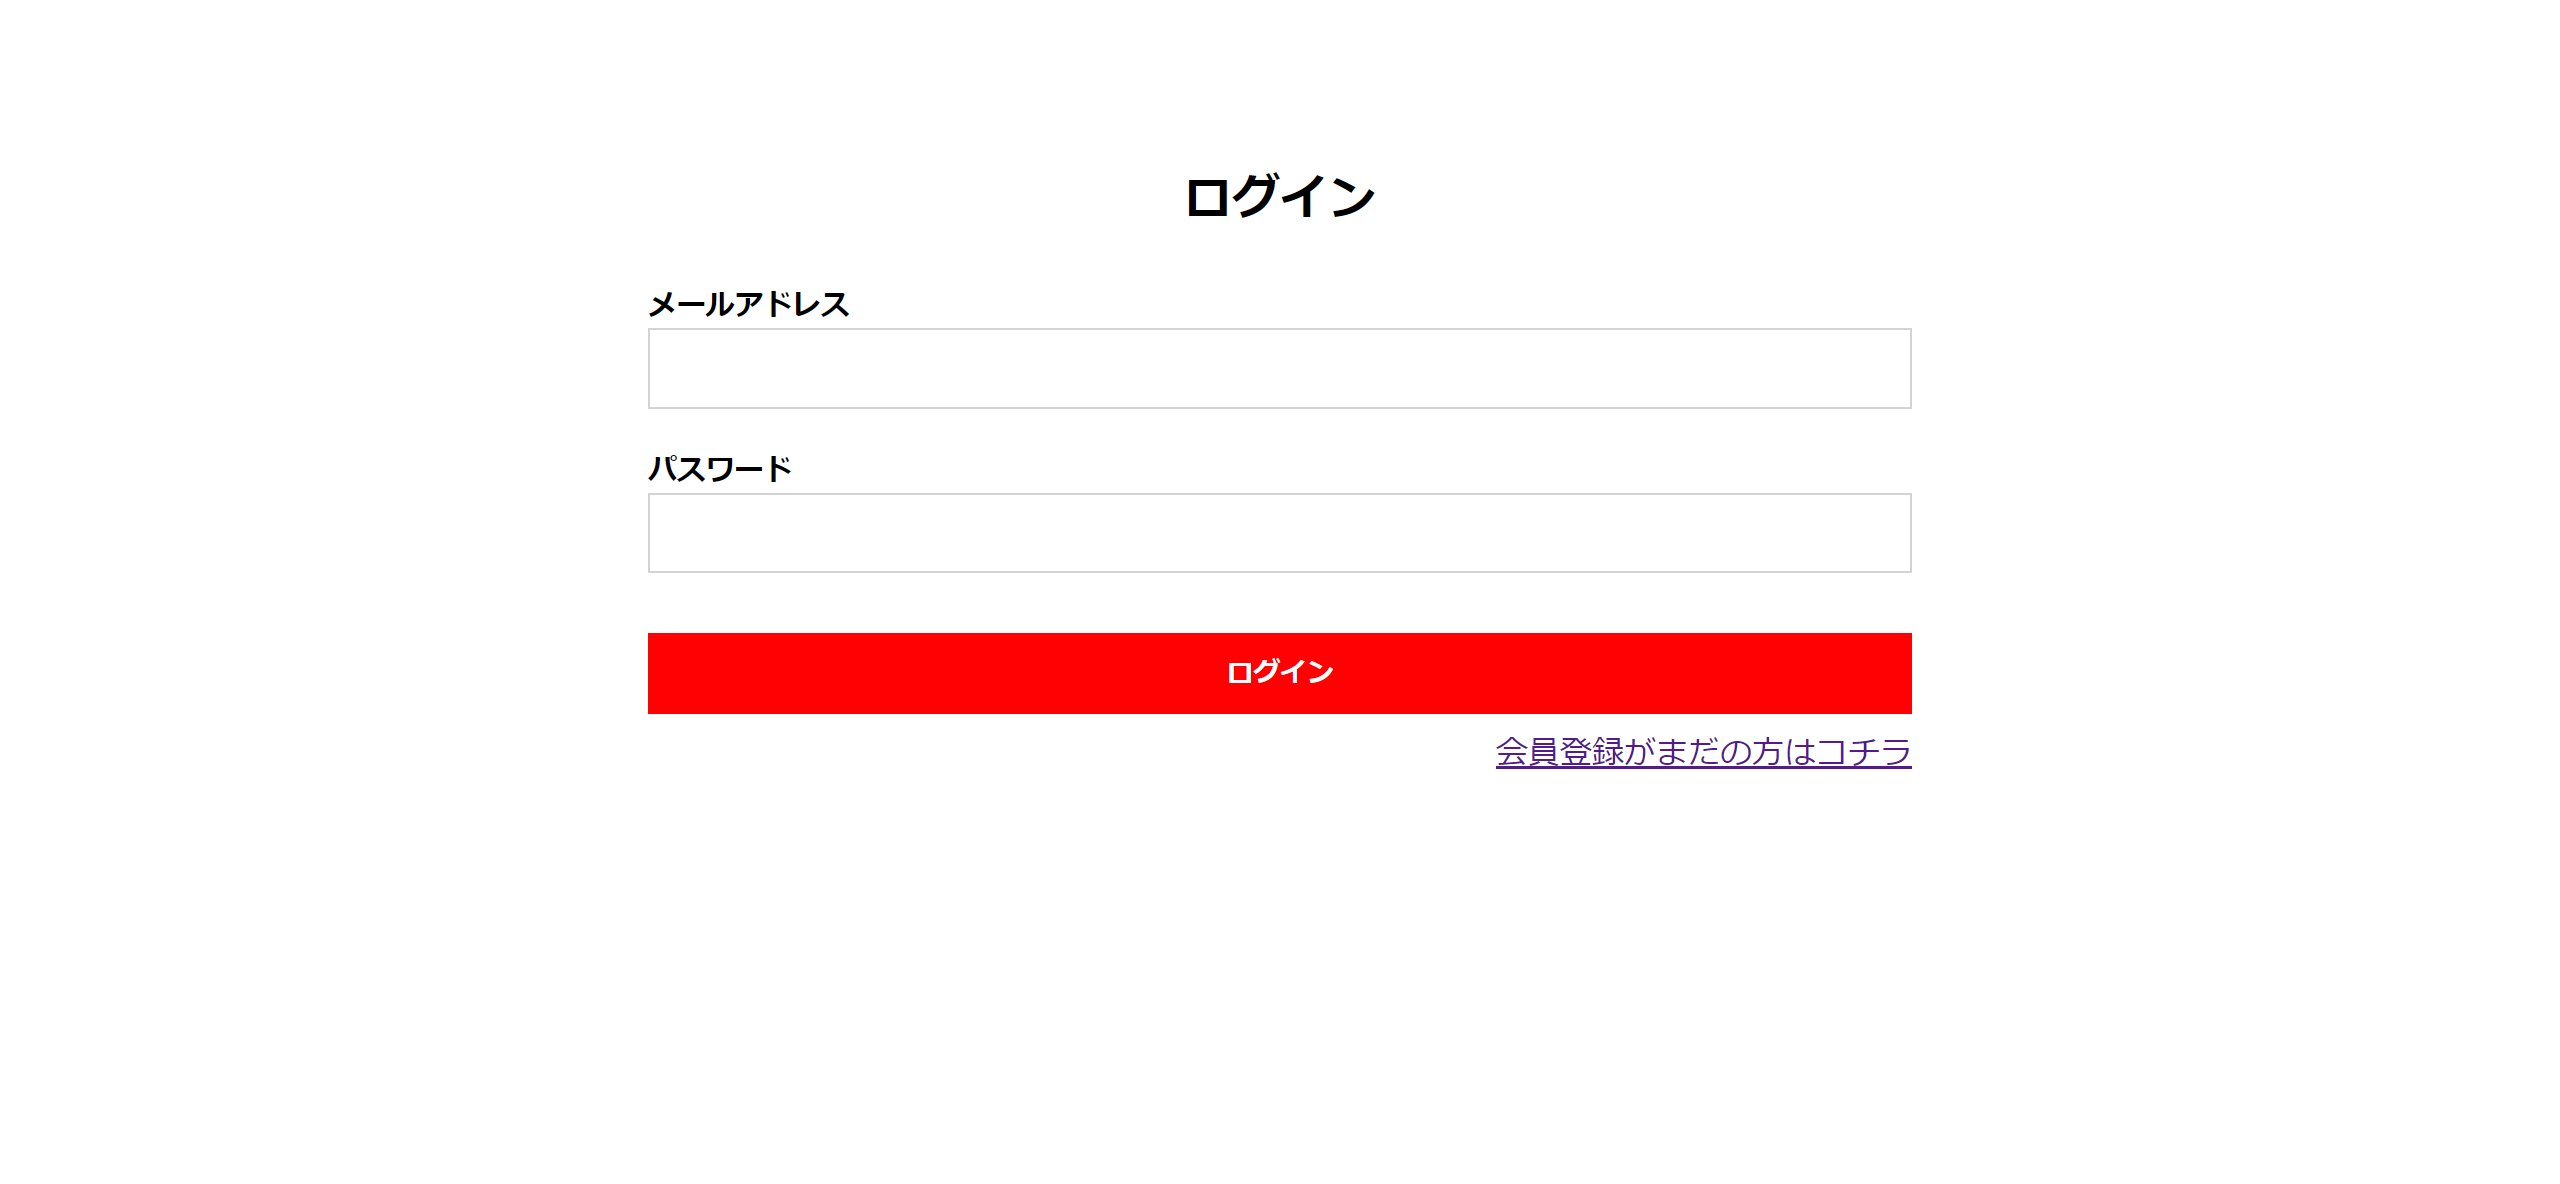 ログイン
メールアドレス
パスワード
ログイン
会員登録がまだの方はコチラ